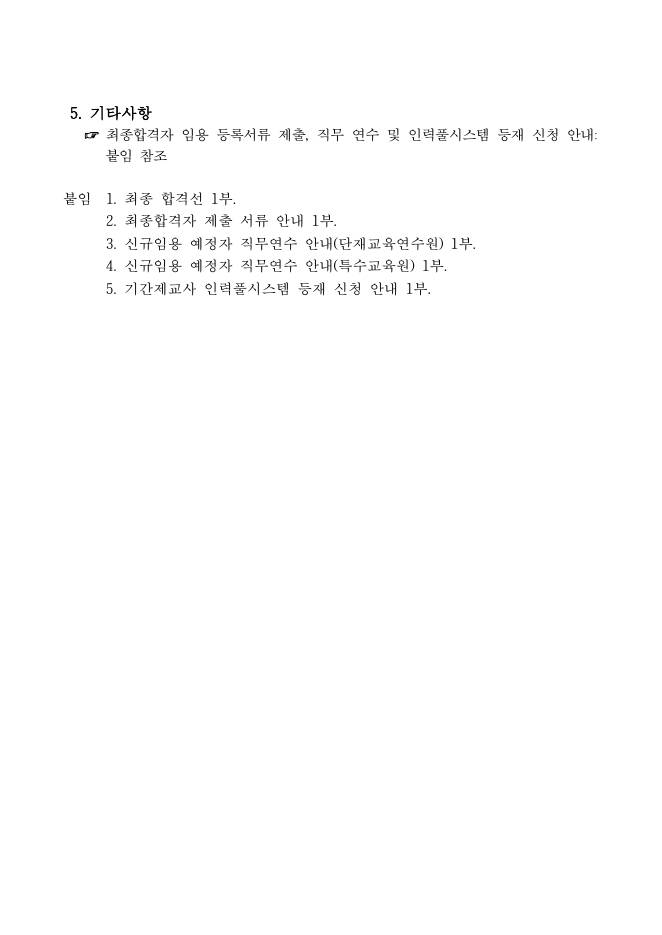 5. 기타사항
☞ 최종합격자 임용 등록서류 제출, 직무 연수 및 인력풀시스템 등재 신청 안내:
붙임 참조
붙임 1. 최종 합격선 1부.
2. 최종합격자 제출 서류 안내 1부.
3. 신규임용 예정자 직무연수 안내(단재교육연수원) 1부.
4. 신규임용 예정자 직무연수 안내(특수교육원) 1부.
5. 기간제교사 인력풀시스템 등재 신청 안내 1부.